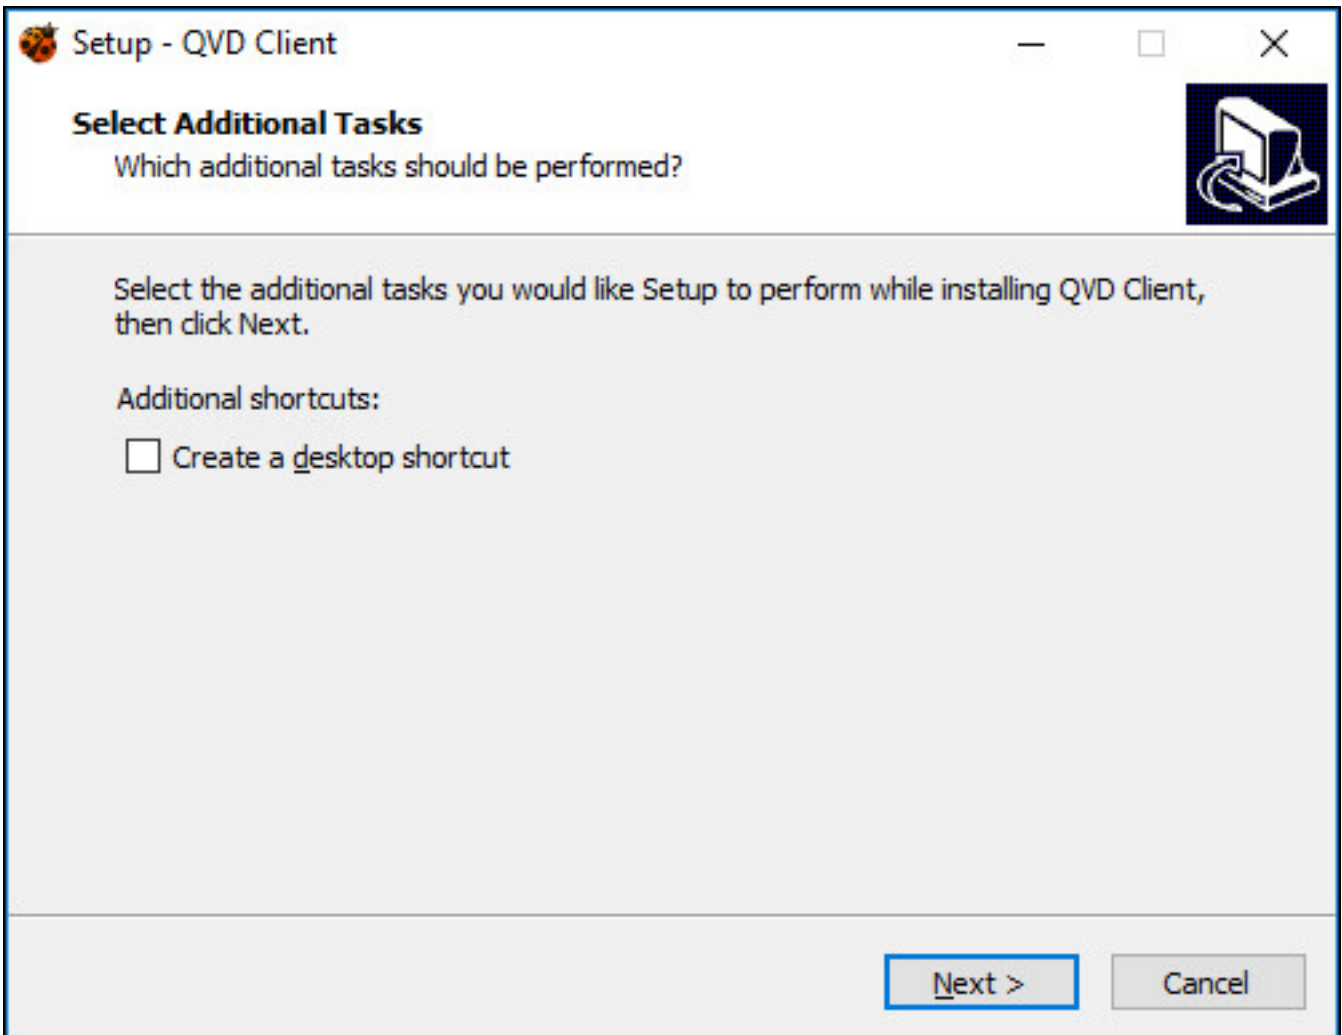 Setup - QVD Client
Select Additional Tasks
Which additional tasks should be performed?
Select the additional tasks you would like Setup to perform while installing QVD Client,
then click Next.
Additional shortcuts:
Create a desktop shortcut
Next >
Cancel